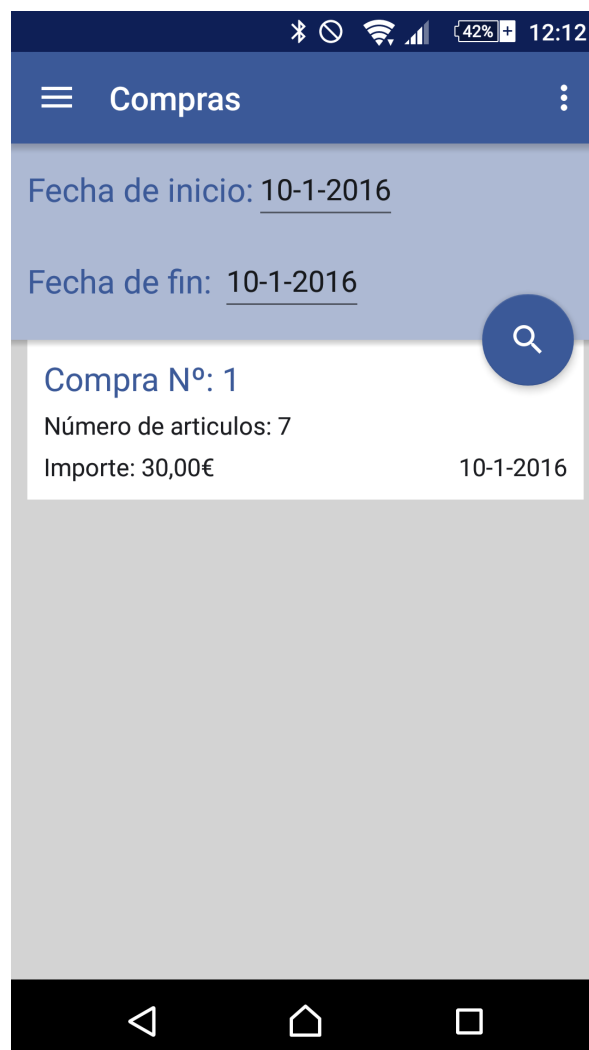 42% 12:12
Compras
Fecha de inicio: 10-1-2016
Fecha de fin: 10-1-2016
Compra Nº: 1
Número de articulos: 7
Importe: 30,00€ 10-1-2016